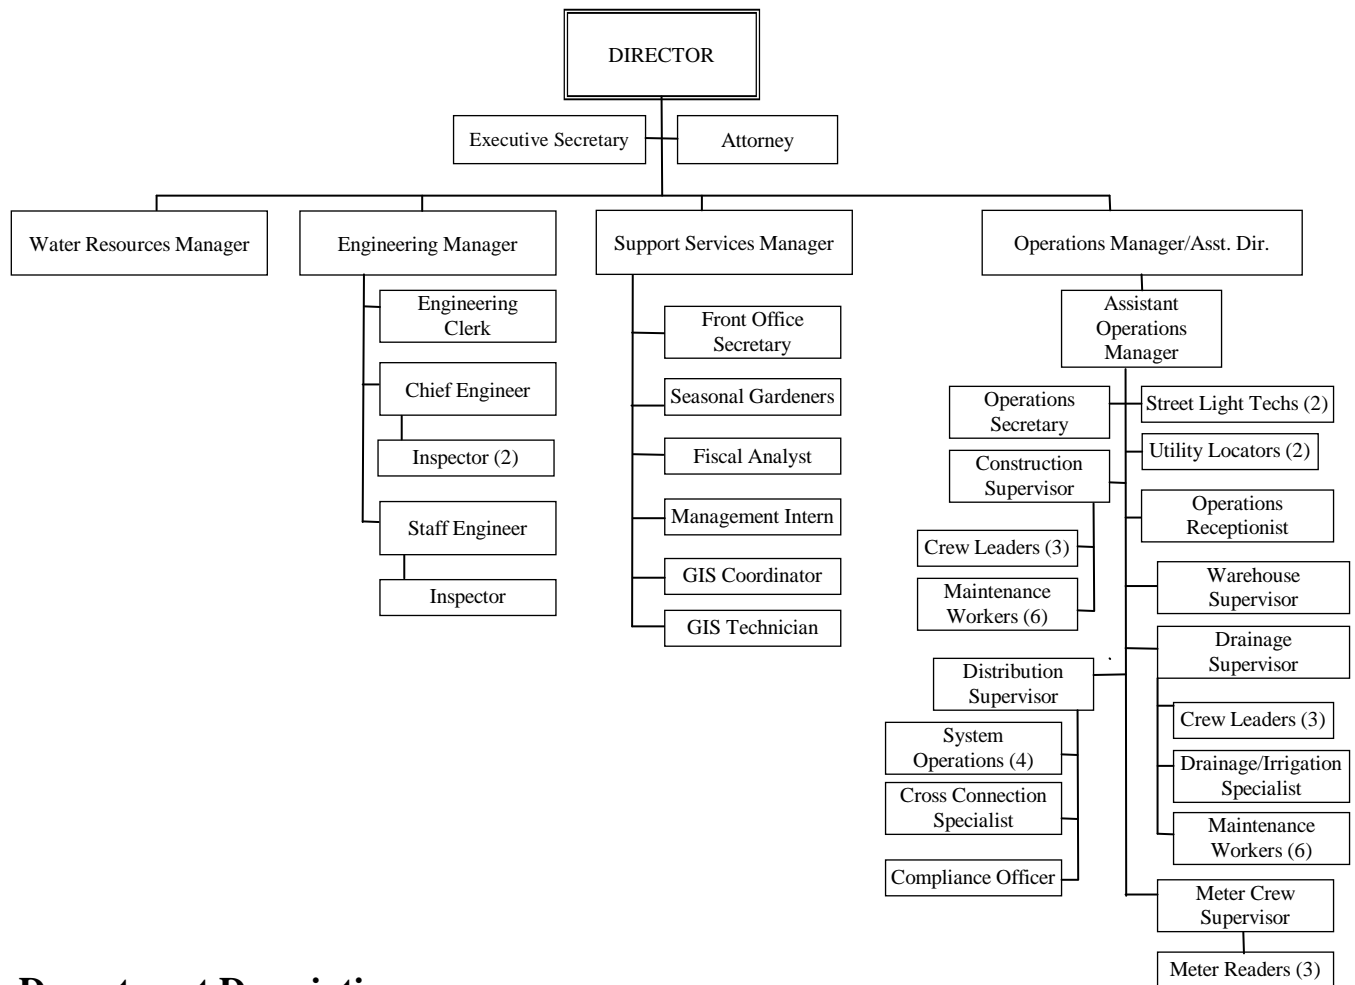 DIRECTOR
Executive Secretary
Attorney
Water Resources Manager
Engineering Manager
Support Services Manager
Operations Manager/Asst. Dir.
Engineering
Clerk
Chief Engineer
Inspector (2)
Staff Engineer
Inspector
Front Office
Secretary
Seasonal Gardeners
Fiscal Analyst
Management Intern
GIS Coordinator
GIS Technician
Assistant
Operations
Manager
Operations
Secretary
Street Light Techs (2)
Utility Locators (2)
Construction
Supervisor
Operations
Receptionist
Crew Leaders (3)
Maintenance
Workers (6)
Warehouse
Supervisor
Drainage
Supervisor
Distribution
Supervisor
Crew Leaders (3)
Drainage/Irrigation
Specialist
Maintenance
Workers (6)
System
Operations (4)
Cross Connection
Specialist
Compliance Officer
Meter Crew
Supervisor
Meter Readers (3)